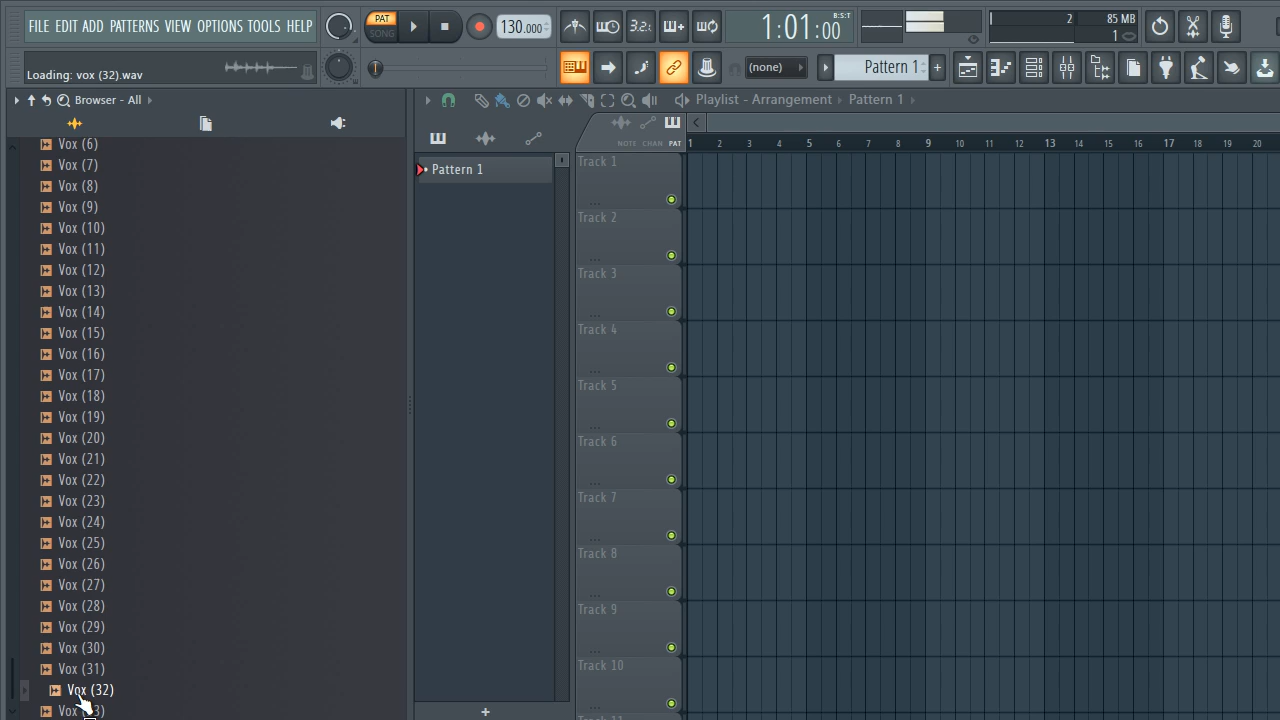 FILE EDIT ADD PATTERNS VIEW OPTIONS TOOLS HELP
PAT
SONG
130.000
3.2:
1:01:00
B:S:T
2
85 MB
1
Loading: vox (32).wav
(none)
Pattern 1
+
Browser - All
Playlist - Arrangement
Pattern 1
NOTE CHAN PAT
1 2 3 4 5 6 7 8 9 10 11 12 13 14 15 16 17 18 19 20
Pattern 1
+
Vox (6)
Vox (7)
Vox (8)
Vox (9)
Vox (10)
Vox (11)
Vox (12)
Vox (13)
Vox (14)
Vox (15)
Vox (16)
Vox (17)
Vox (18)
Vox (19)
Vox (20)
Vox (21)
Vox (22)
Vox (23)
Vox (24)
Vox (25)
Vox (26)
Vox (27)
Vox (28)
Vox (29)
Vox (30)
Vox (31)
Vox (32)
Vox
Track 1
Track 2
Track 3
Track 4
Track 5
Track 6
Track 7
Track 8
Track 9
Track 10